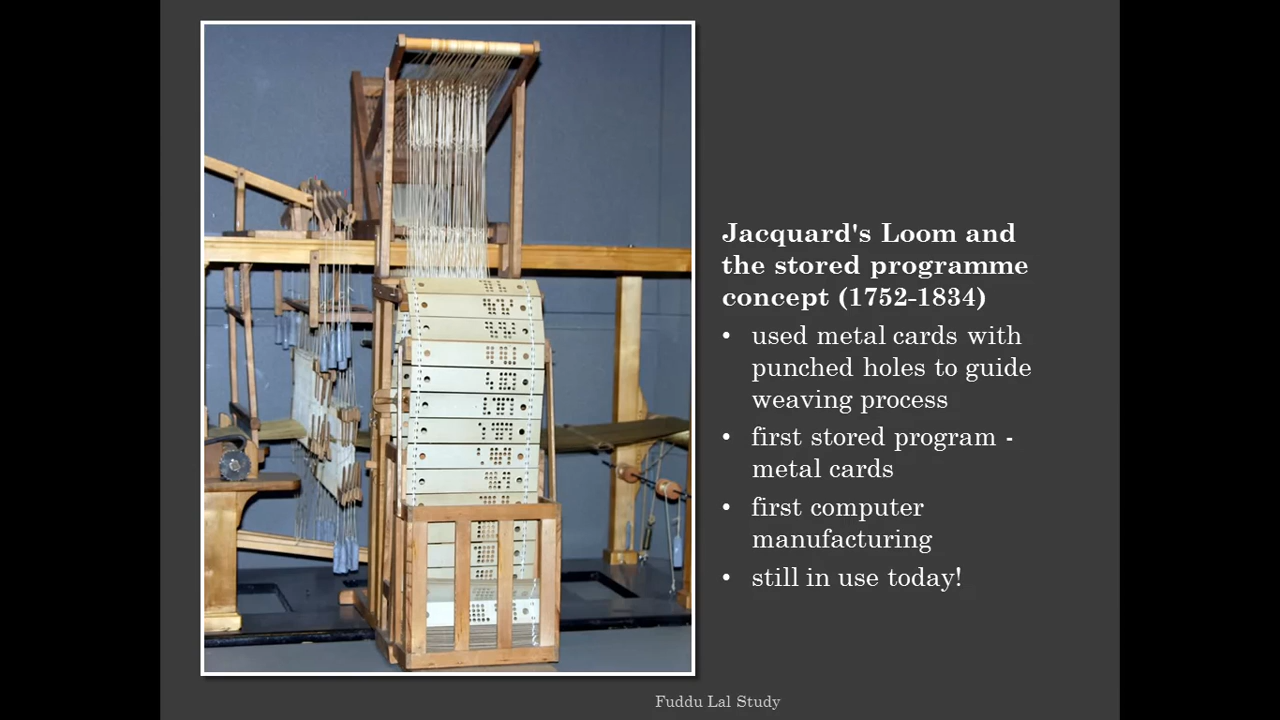 Jacquard's Loom and
the stored programme
concept (1752-1834)
• used metal cards with
punched holes to guide
weaving process
• first stored program -
metal cards
• first computer
manufacturing
• still in use today!
Fuddu Lal Study